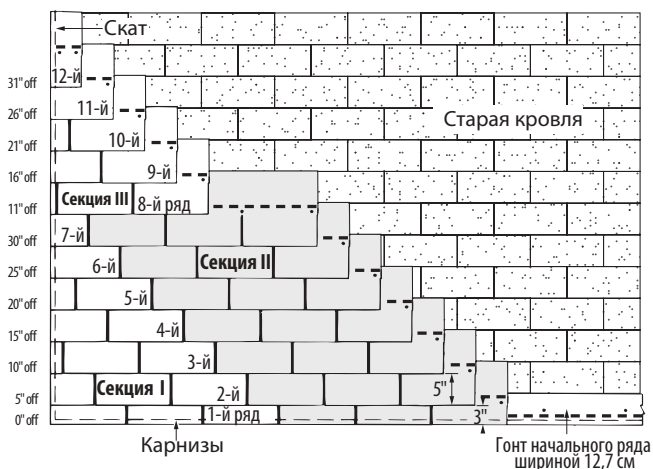 Скат
12-й
31" off
11-й
26" off
Старая кровля
10-й
21" off
9-й
16" off
Секция III
8-й ряд
11" off
7-й
30" off
6-й
Секция II
25" off
5-й
20" off
4-й
15" off
3-й
10" off
Секция I
2-й
5"
5" off
1-й ряд
3"
0" off
Карнизы
Гонт начального ряда
шириной 12,7 см